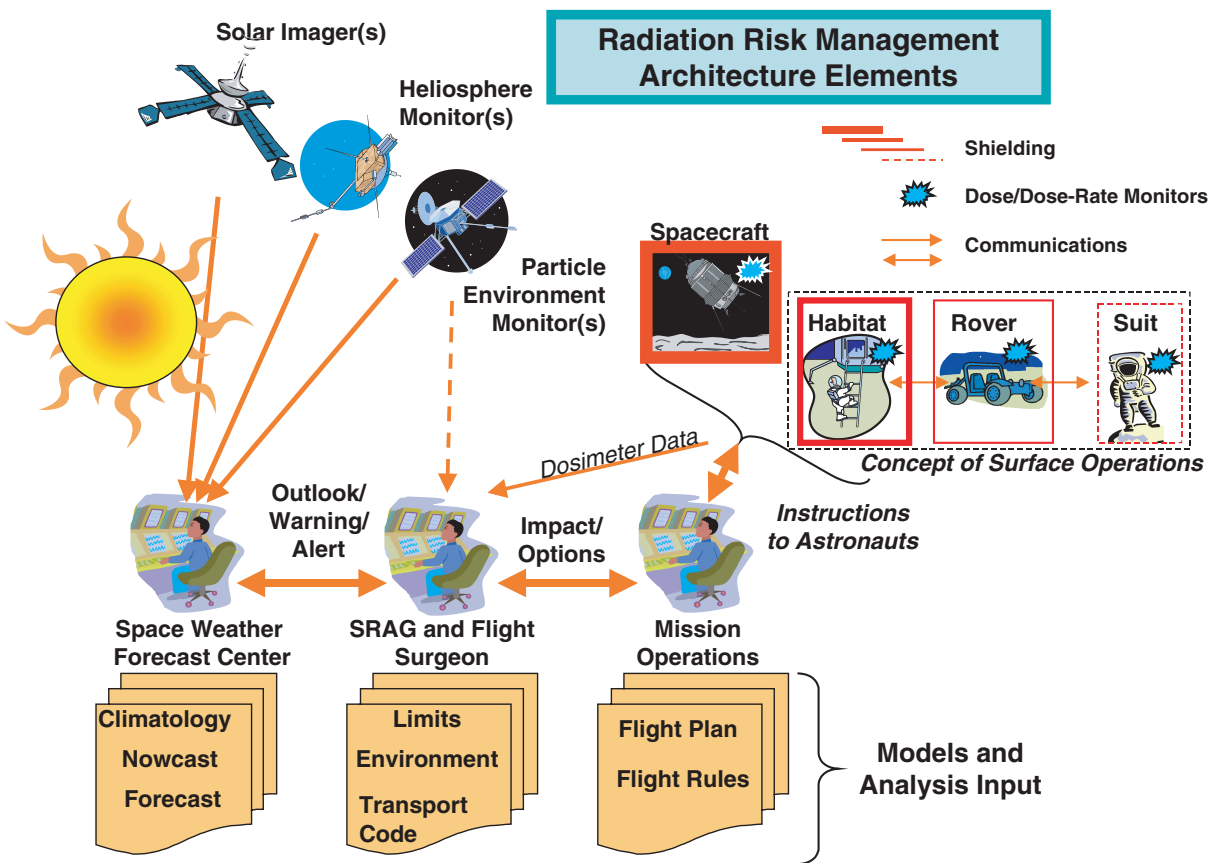 Radiation Risk Management
Architecture Elements
Solar Imager(s)
Heliosphere
Monitor(s)
Particle
Environment
Monitor(s)
Shielding
Dose/Dose-Rate Monitors
Communications
Spacecraft
Habitat
Rover
Suit
Concept of Surface Operations
Dosimeter Data
Instructions
to Astronauts
Outlook/
Warning/
Alert
Impact/
Options
Space Weather
Forecast Center
SRAG and Flight
Surgeon
Mission
Operations
Climatology
Nowcast
Forecast
Limits
Environment
Transport
Code
Flight Plan
Flight Rules
Models and
Analysis Input